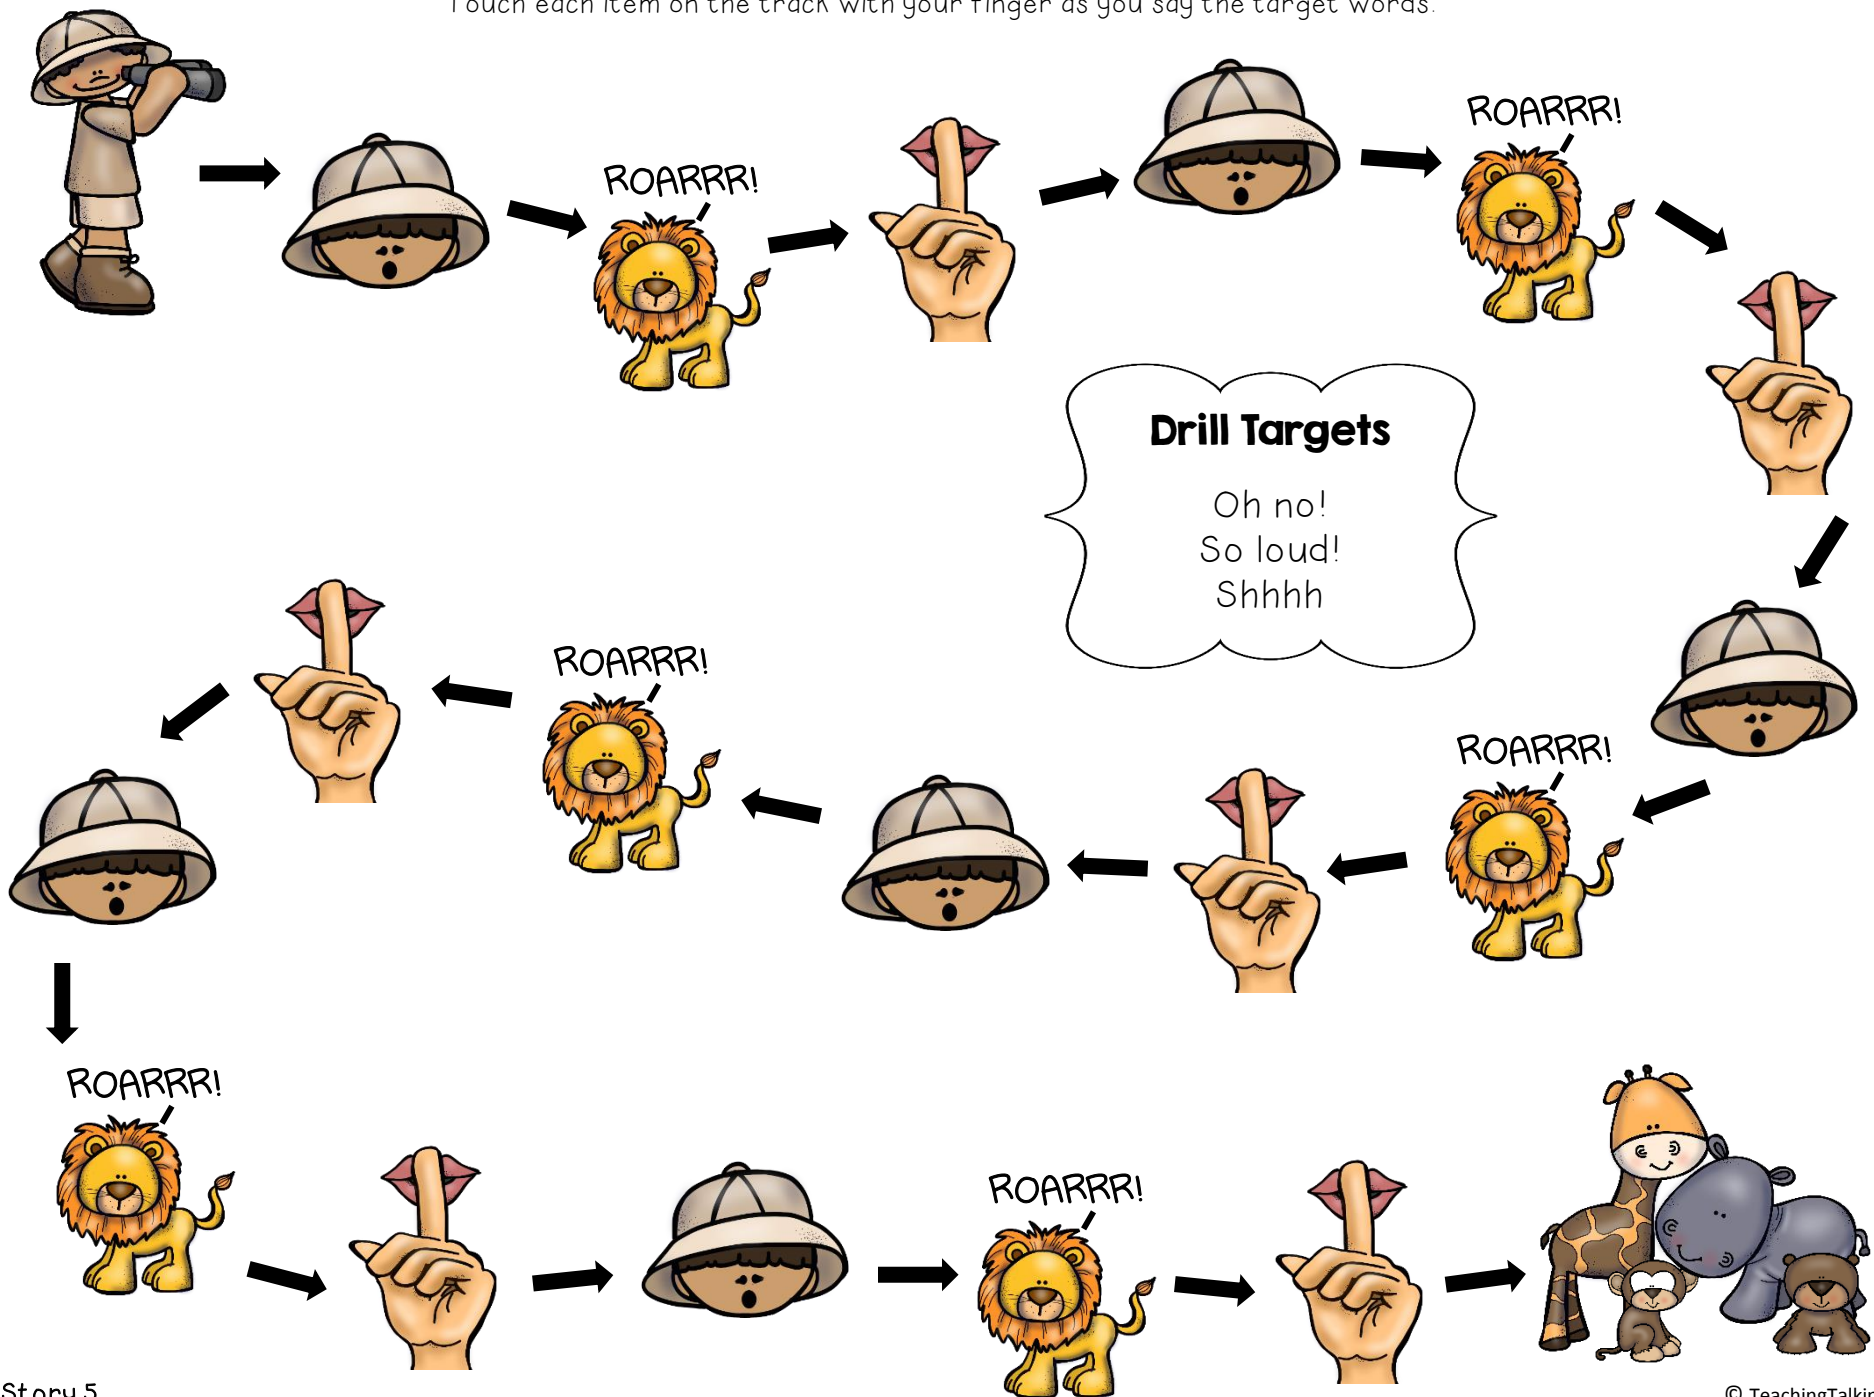 Touch each item on the track with your finger as you say the target words.
ROARRR!
ROARRR!
Drill Targets
Oh no!
So loud!
Shhhh
ROARRR!
ROARRR!
ROARRR!
ROARRR!
Story 5
© TeachingTalkin